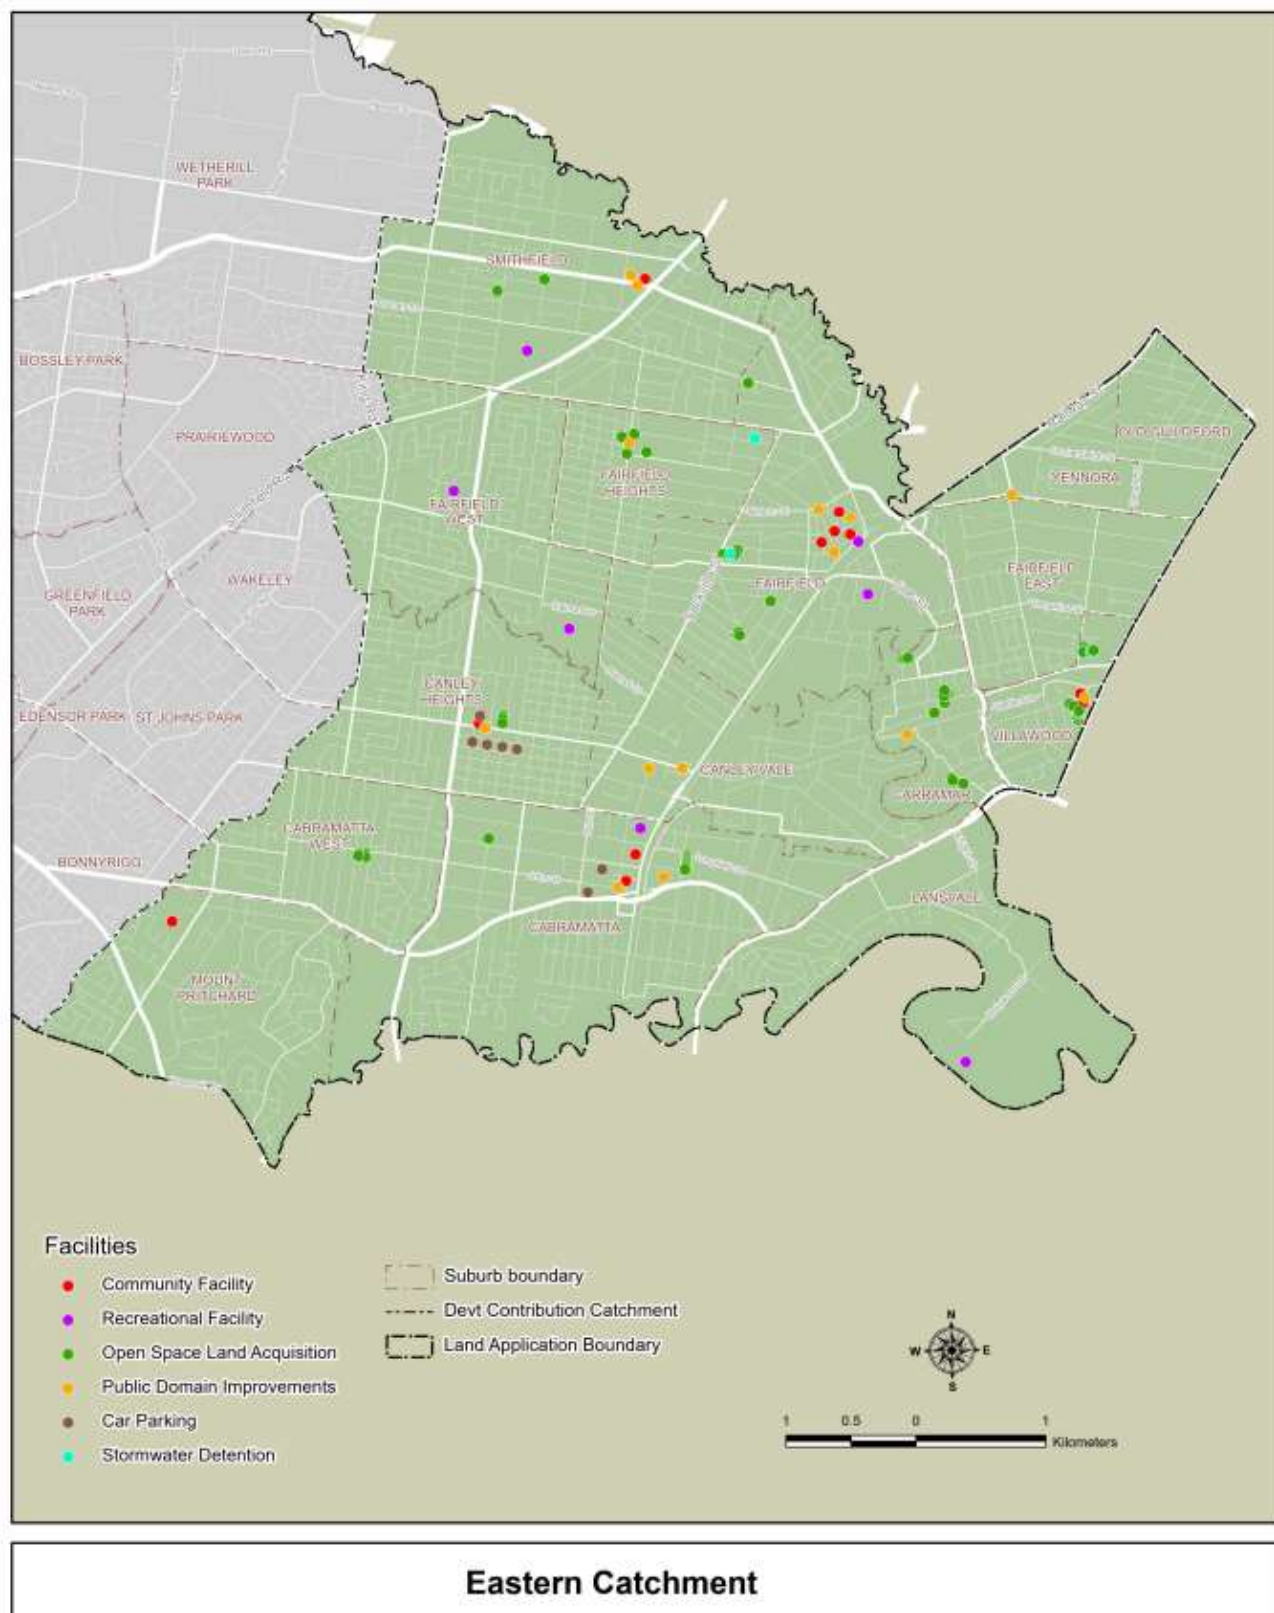 WETHERILL
PARK
SMITHFIELD
BOSSLEY PARK
PRAIRIEWOOD
FAIRFIELD
HEIGHTS
OLD GUILDFORD
YENNORA
FAIRFIELD
WEST
WAKELEY
GREENFIELD
PARK
FAIRFIELD
FAIRFIELD
EAST
CANLEY
HEIGHTS
EDENSOR PARK
ST JOHNS PARK
VILLAWOOD
CANLEY VALE
CARRAMAR
CABRAMATTA
WEST
BONNYRIGG
LANSVALE
CABRAMATTA
MOUNT
PRITCHARD
Facilities
Community Facility
Recreational Facility
Open Space Land Acquisition
Public Domain Improvements
Car Parking
Stormwater Detention
Suburb boundary
Devt Contribution Catchment
Land Application Boundary
N
W E
S
1 0.5 0 1
Kilometers
Eastern Catchment